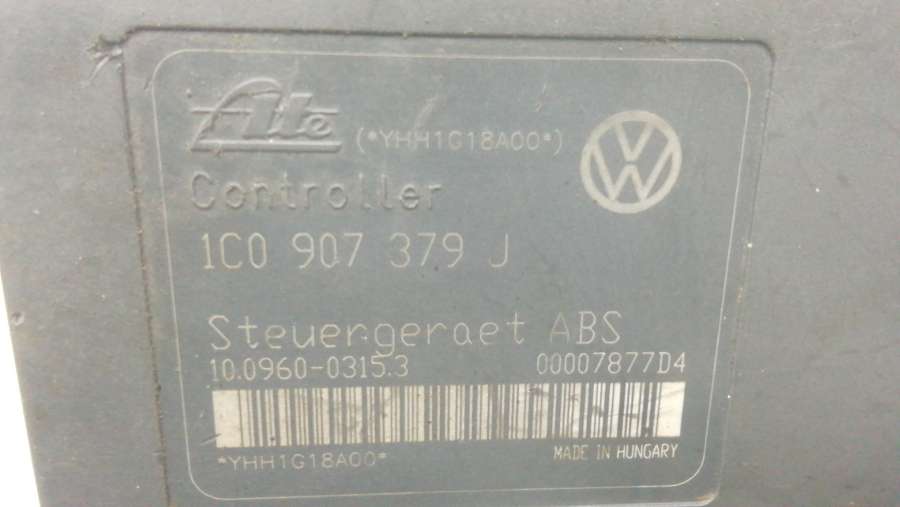 Ate (*YHH1G18A00*)
Controller
1C0 907 379 J
Steuergeraet ABS
10.0960-0315.3 00007877D4
*YHH1G18A00*
MADE IN HUNGARY